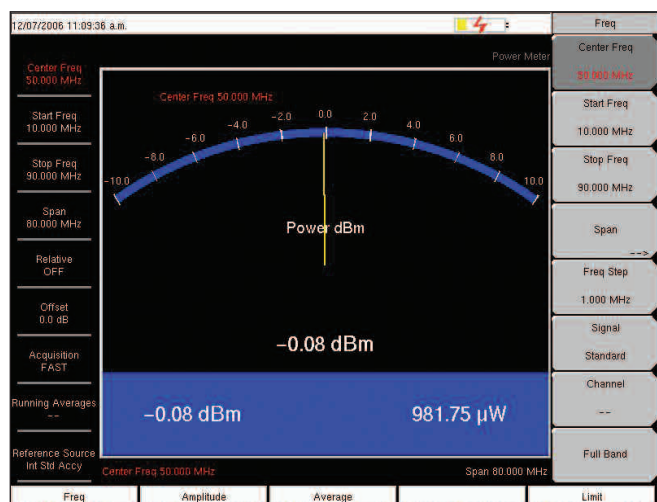 12/07/2006 11:09:36 a.m.
Freq
Power Meter
Center Freq
50.000 MHz
Start Freq
10.000 MHz
Stop Freq
90.000 MHz
Span
80.000 MHz
Relative
OFF
Offset
0.0 dB
Acquisition
FAST
Running Averages
--
Reference Source
Int Std Accy
Center Freq 50.000 MHz
-10.0 -8.0 -6.0 -4.0 -2.0 0.0 2.0 4.0 6.0 8.0 10.0
Power dBm
-0.08 dBm
-0.08 dBm 981.75 µW
Center Freq 50.000 MHz Span 80.000 MHz
Center Freq
50.000 MHz
Start Freq
10.000 MHz
Stop Freq
90.000 MHz
Span
-->
Freq Step
1.000 MHz
Signal
Standard
Channel
--
Full Band
Freq Amplitude Average Limit